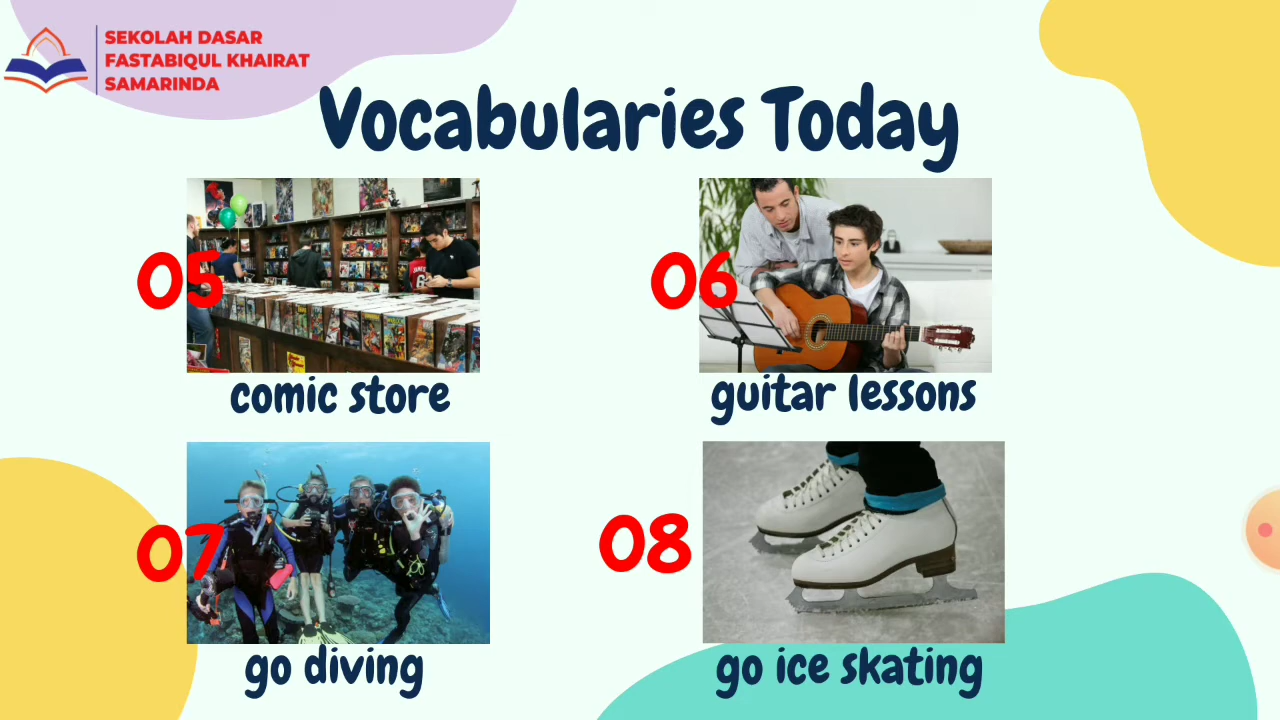 SEKOLAH DASAR
FASTABIQUL KHAIRAT
SAMARINDA
Vocabularies Today
05
comic store
06
guitar lessons
07
go diving
08
go ice skating